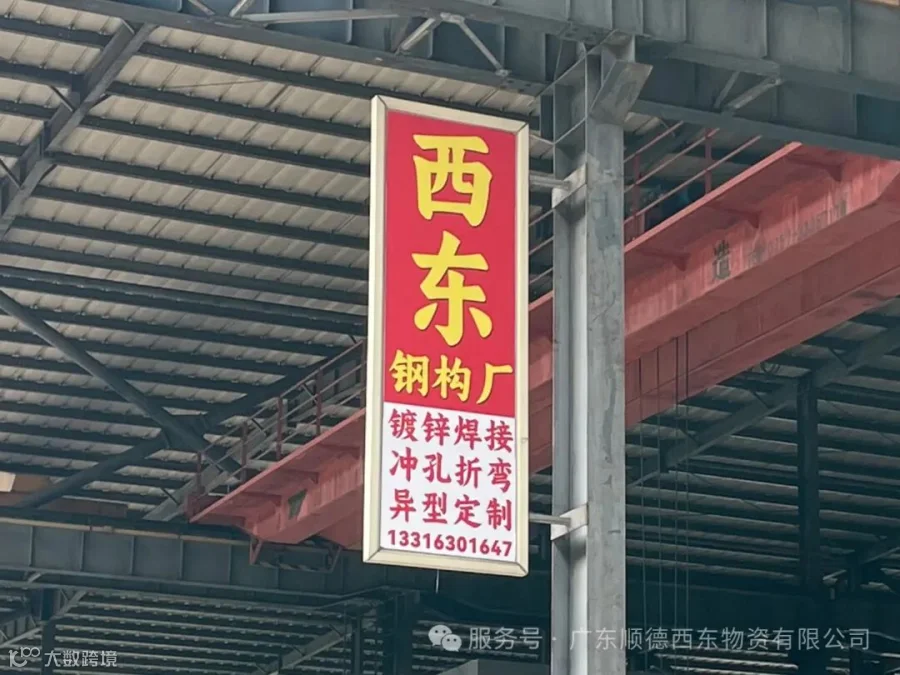 西东
钢构厂
镀锌焊接
冲孔折弯
异型定制
13316301647
造
服务号 · 广东顺德西东物资有限公司
大数跨境